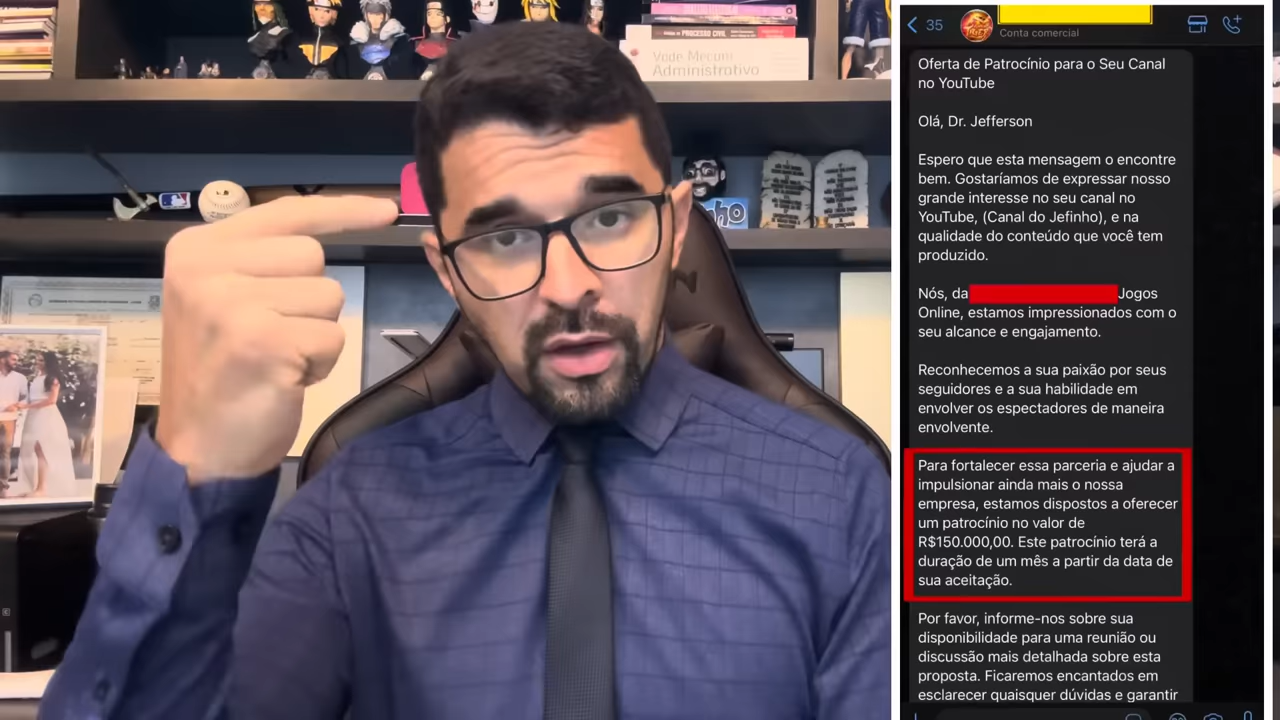 PROCESSO CIVIL
Vade Mecum
Administrativo
35
Conta comercial
Oferta de Patrocínio para o Seu Canal
no YouTube
Olá, Dr. Jefferson
Espero que esta mensagem o encontre
bem. Gostaríamos de expressar nosso
grande interesse no seu canal no
YouTube, (Canal do Jefinho), e na
qualidade do conteúdo que você tem
produzido.
Nós, da Jogos
Online, estamos impressionados com o
seu alcance e engajamento.
Reconhecemos a sua paixão por seus
seguidores e a sua habilidade em
envolver os espectadores de maneira
envolvente.
Para fortalecer essa parceria e ajudar a
impulsionar ainda mais o nossa
empresa, estamos dispostos a oferecer
um patrocínio no valor de
R$150.000,00. Este patrocínio terá a
duração de um mês a partir da data de
sua aceitação.
Por favor, informe-nos sobre sua
disponibilidade para uma reunião ou
discussão mais detalhada sobre esta
proposta. Ficaremos encantados em
esclarecer quaisquer dúvidas e garantir